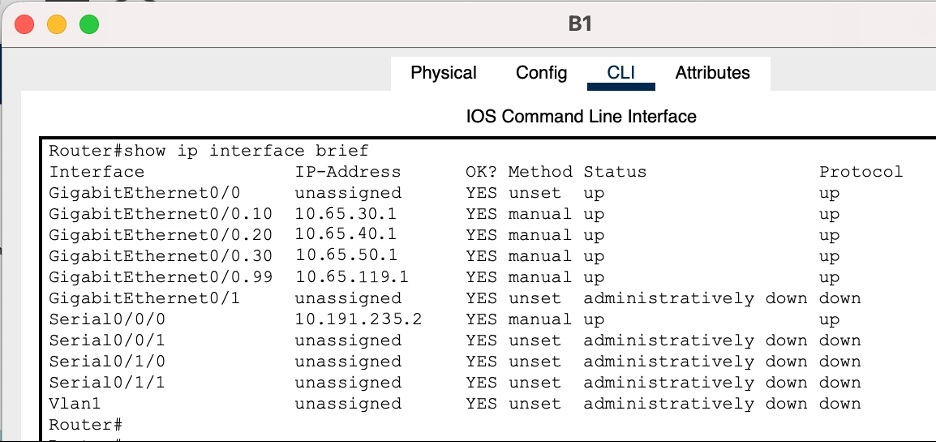 B1
Physical Config CLI Attributes
IOS Command Line Interface
Router#show ip interface brief
Interface IP-Address OK? Method Status Protocol
GigabitEthernet0/0 unassigned YES unset up up
GigabitEthernet0/0.10 10.65.30.1 YES manual up up
GigabitEthernet0/0.20 10.65.40.1 YES manual up up
GigabitEthernet0/0.30 10.65.50.1 YES manual up up
GigabitEthernet0/0.99 10.65.119.1 YES manual up up
GigabitEthernet0/1 unassigned YES unset administratively down down
Serial0/0/0 10.191.235.2 YES manual up up
Serial0/0/1 unassigned YES unset administratively down down
Serial0/1/0 unassigned YES unset administratively down down
Serial0/1/1 unassigned YES unset administratively down down
Vlan1 unassigned YES unset administratively down down
Router#